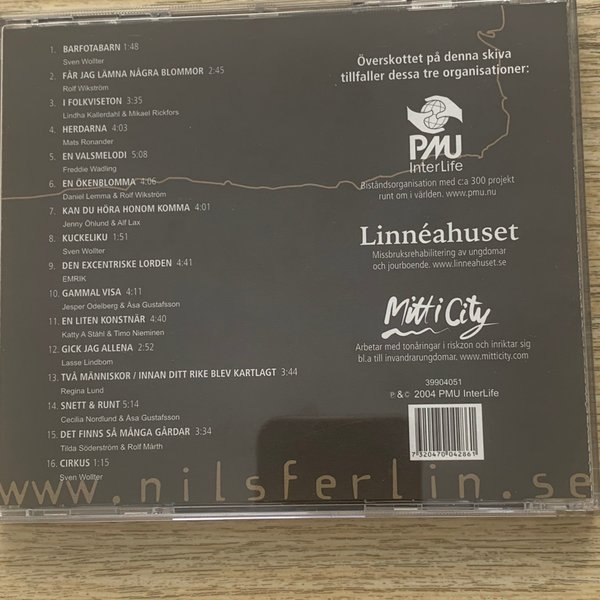 1. BARFOTABARN 1:48
Sven Wollter
2. FÅR JAG LÄMNA NÅGRA BLOMMOR 2:45
Rolf Wikström
3. I FOLKVISETON 3:35
Lindha Kallerdahl & Mikael Rickfors
4. HERDARNA 4:03
Mats Ronander
5. EN VALSMELODI 5:08
Freddie Wadling
6. EN ÖKENBLOMMA 4:06
Daniel Lemma & Rolf Wikström
7. KAN DU HÖRA HONOM KOMMA 4:01
Jenny Öhlund & Alf Lax
8. KUCKELIKU 1:51
Sven Wollter
9. DEN EXCENTRISKE LORDEN 4:41
EMRIK
10. GAMMAL VISA 4:11
Jesper Odelberg & Åsa Gustafsson
11. EN LITEN KONSTNÄR 4:40
Katty A Ståhl & Timo Nieminen
12. GICK JAG ALLENA 2:52
Lasse Lindbom
13. TVÅ MÄNNISKOR / INNAN DITT RIKE BLEV KARTLAGT 3:44
Regina Lund
14. SNETT & RUNT 5:14
Cecilia Nordlund & Åsa Gustafsson
15. DET FINNS SÅ MÅNGA GÅRDAR 3:34
Tilda Söderström & Rolf Mårth
16. CIRKUS 1:15
Sven Wollter
Överskottet på denna skiva
tillfaller dessa tre organisationer:
PMU
InterLife
Biståndsorganisation med c:a 300 projekt
runt om i världen. www.pmu.nu
Linnéahuset
Missbruksrehabilitering av ungdomar
och jourboende. www.linneahuset.se
Mitt i City
Arbetar med tonåringar i riskzon och inriktar sig
bl.a till invandrarungdomar. www.mitticity.com
39904051
℗ & © 2004 PMU InterLife
7 320470 042861
www.nilsferlin.se